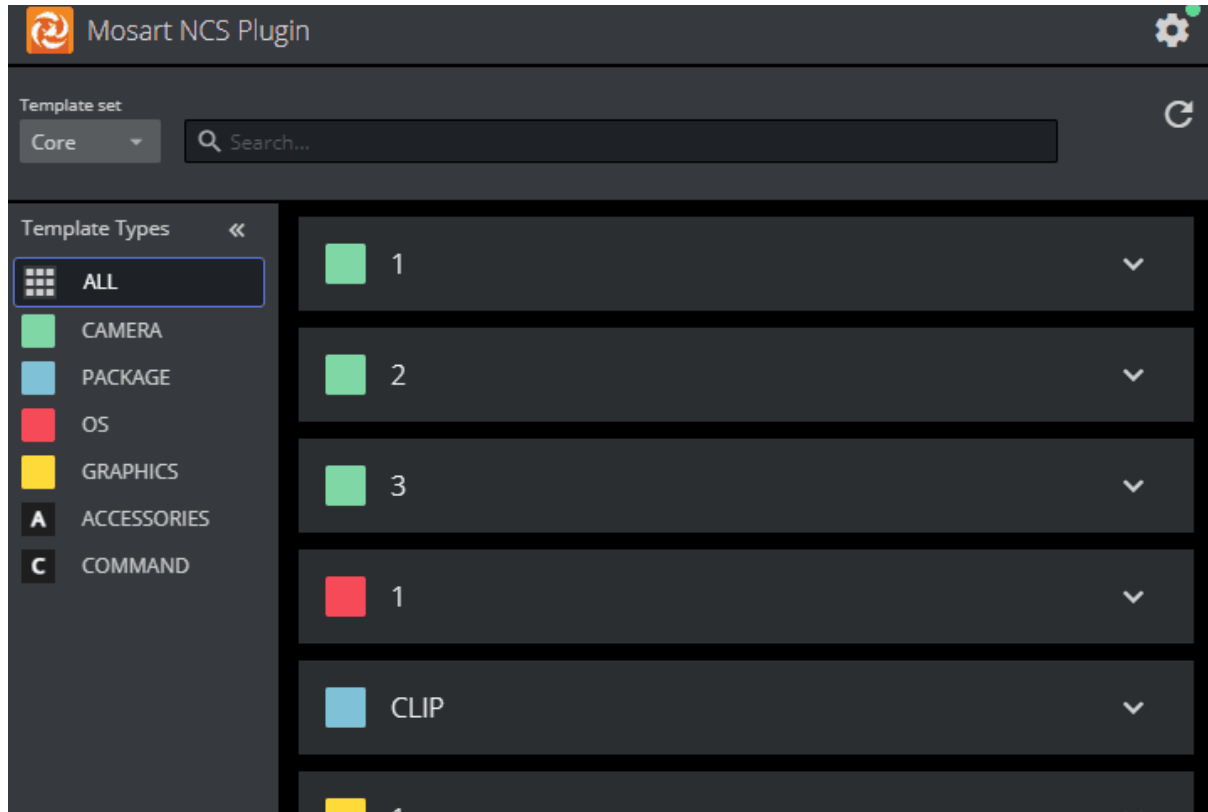 Mosart NCS Plugin
Template set
Core
Search...
Template Types
ALL
CAMERA
PACKAGE
OS
GRAPHICS
A ACCESSORIES
C COMMAND
1
2
3
1
CLIP